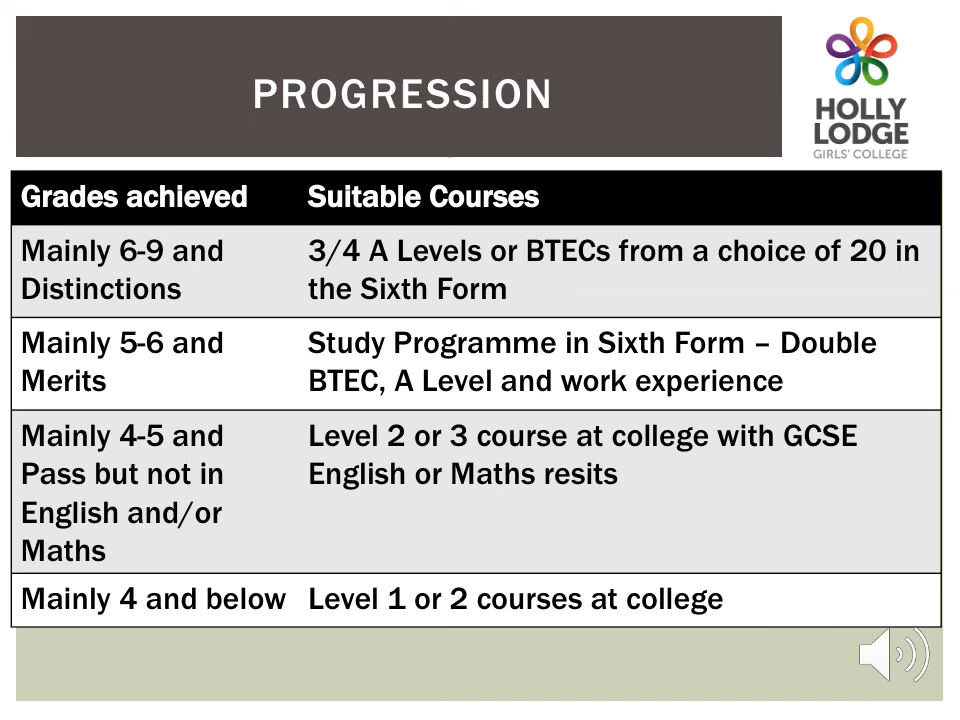 PROGRESSION
HOLLY
LODGE
GIRLS' COLLEGE
Grades achieved Suitable Courses
Mainly 6-9 and
Distinctions
3/4 A Levels or BTECs from a choice of 20 in
the Sixth Form
Mainly 5-6 and
Merits
Study Programme in Sixth Form – Double
BTEC, A Level and work experience
Mainly 4-5 and
Pass but not in
English and/or
Maths
Level 2 or 3 course at college with GCSE
English or Maths resits
Mainly 4 and below Level 1 or 2 courses at college